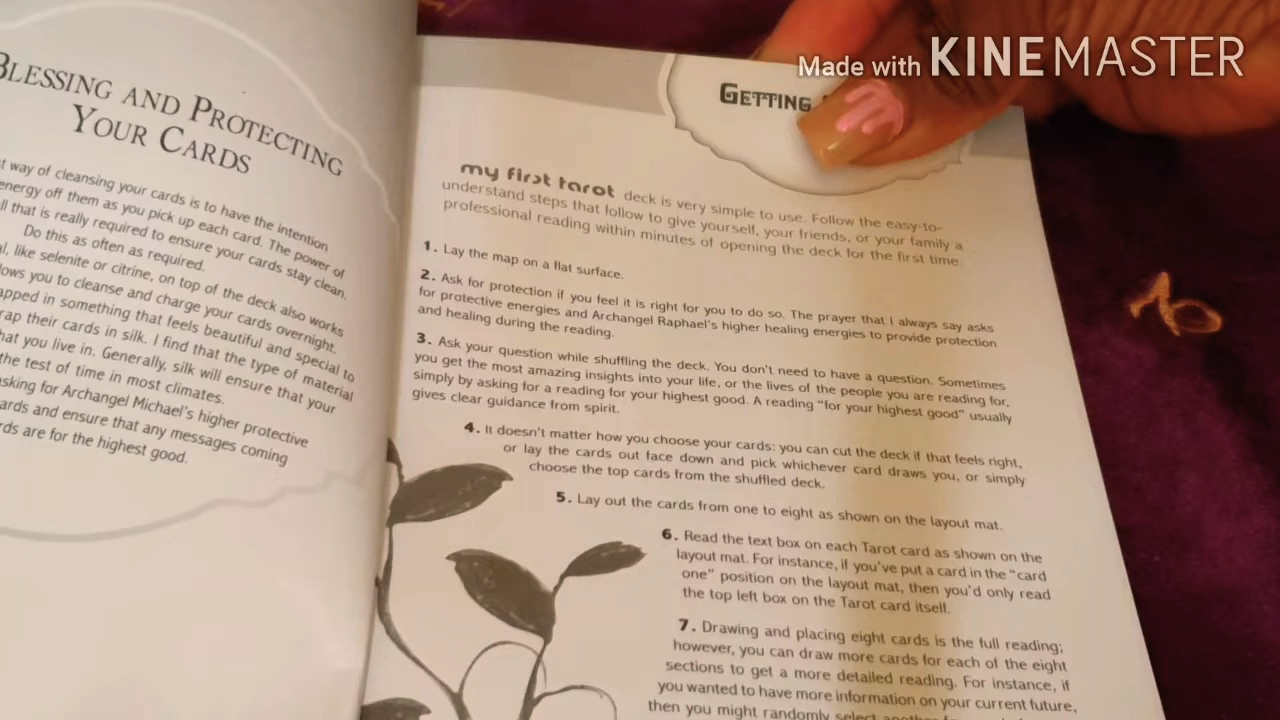 Made with KINEMASTER
BLESSING AND PROTECTING
YOUR CARDS
way of cleansing your cards is to have the intention
energy off them as you pick up each card. The power of
that is really required to ensure your cards stay clean.
Do this as often as required.
like selenite or citrine, on top of the deck also works
you to cleanse and charge your cards overnight.
in something that feels beautiful and special to
their cards in silk. I find that the type of material
that you live in. Generally, silk will ensure that your
the test of time in most climates.
asking for Archangel Michael's higher protective
and ensure that any messages coming
are for the highest good.
GETTING
my first tarot deck is very simple to use. Follow the easy-to-
understand steps that follow to give yourself, your friends, or your family a
professional reading within minutes of opening the deck for the first time.
1. Lay the map on a flat surface.
2. Ask for protection if you feel it is right for you to do so. The prayer that I always say asks
for protective energies and Archangel Raphael's higher healing energies to provide protection
and healing during the reading.
3. Ask your question while shuffling the deck. You don't need to have a question. Sometimes
you get the most amazing insights into your life, or the lives of the people you are reading for,
simply by asking for a reading for your highest good. A reading "for your highest good" usually
gives clear guidance from spirit.
4. It doesn't matter how you choose your cards: you can cut the deck if that feels right,
or lay the cards out face down and pick whichever card draws you, or simply
choose the top cards from the shuffled deck.
5. Lay out the cards from one to eight as shown on the layout mat.
6. Read the text box on each Tarot card as shown on the
layout mat. For instance, if you've put a card in the "card
one" position on the layout mat, then you'd only read
the top left box on the Tarot card itself.
7. Drawing and placing eight cards is the full reading;
however, you can draw more cards for each of the eight
sections to get a more detailed reading. For instance, if
you wanted to have more information on your current future,
then you might randomly select